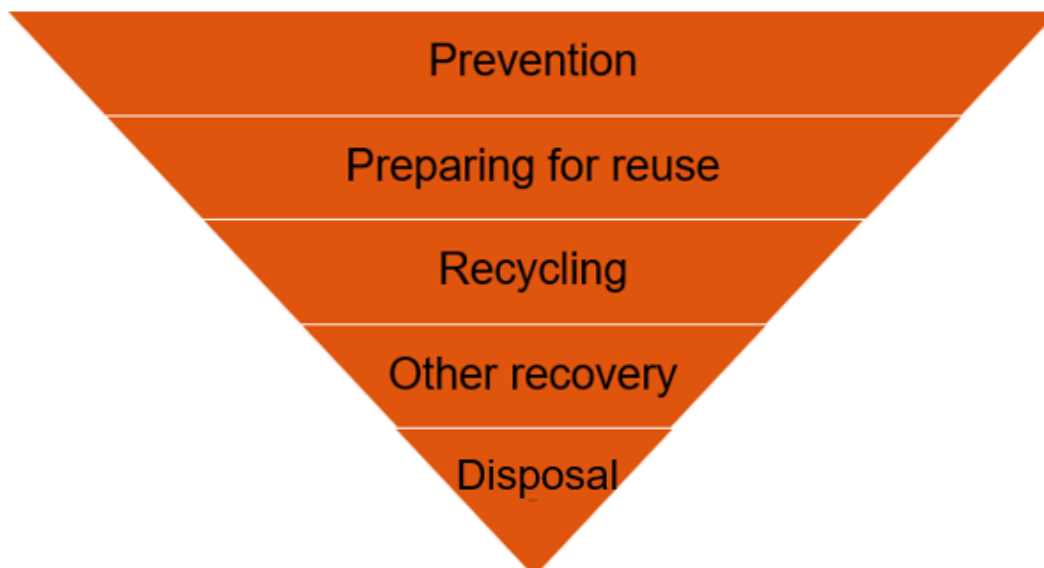 Prevention
Preparing for reuse
Recycling
Other recovery
Disposal